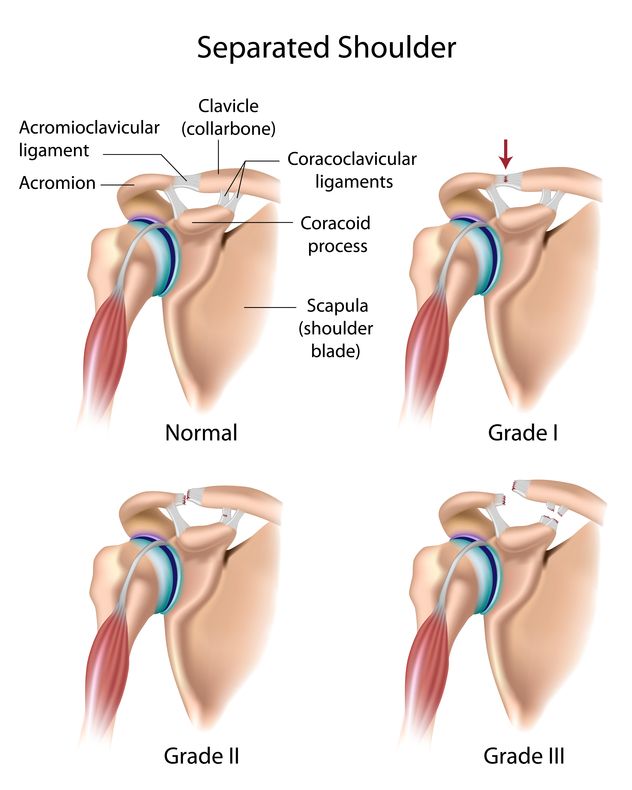 Separated Shoulder
Clavicle
(collarbone)
Acromioclavicular
ligament
Acromion
Coracoclavicular
ligaments
Coracoid
process
Scapula
(shoulder
blade)
Normal
Grade I
Grade II
Grade III